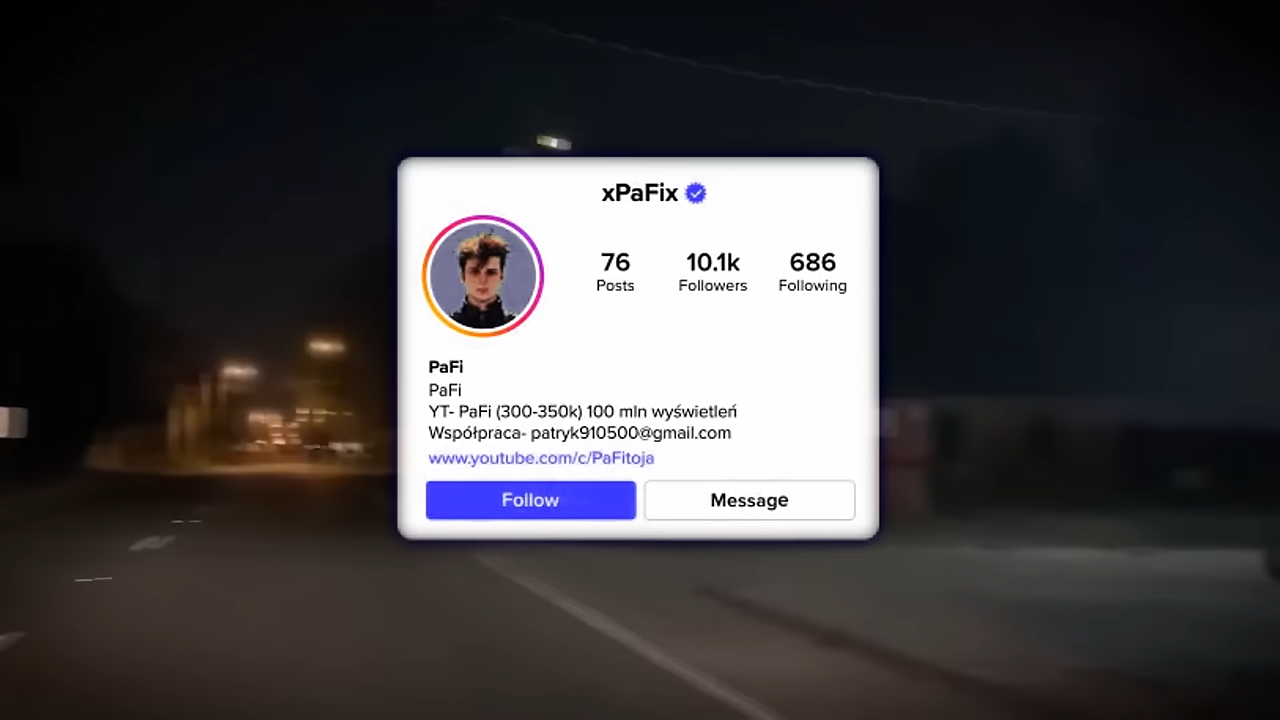 xPaFix
76 10.1k 686
Posts Followers Following
PaFi
PaFi
YT- PaFi (300-350k) 100 mln wyświetleń
Współpraca- patryk910500@gmail.com
www.youtube.com/c/PaFitoja
Follow Message